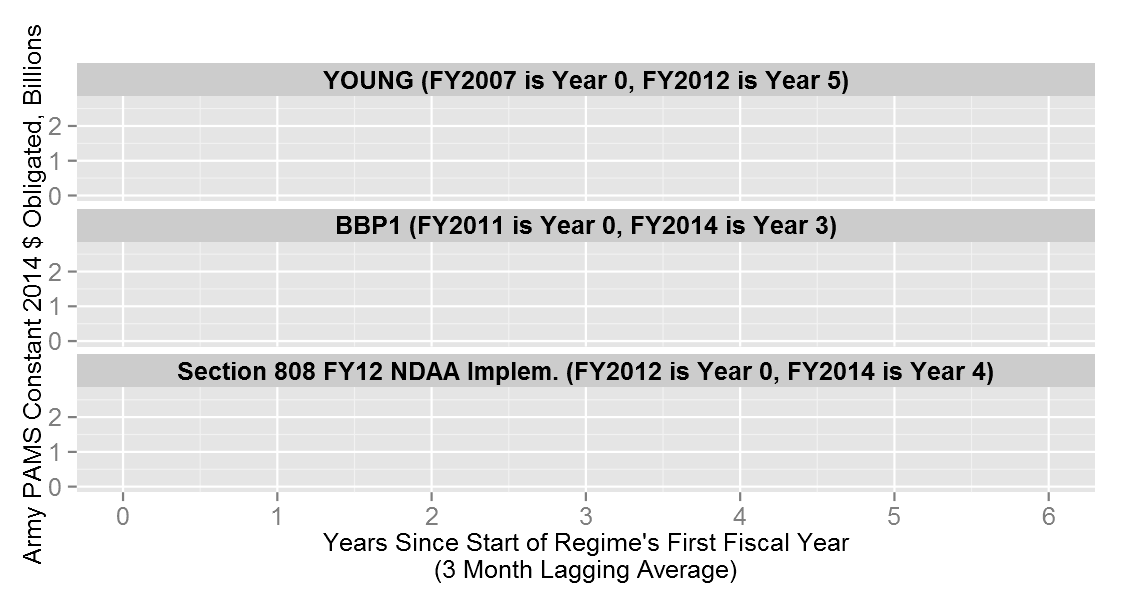 Army PAMS Constant 2014 $ Obligated, Billions
YOUNG (FY2007 is Year 0, FY2012 is Year 5)
2
1
0
BBP1 (FY2011 is Year 0, FY2014 is Year 3)
2
1
0
Section 808 FY12 NDAA Implem. (FY2012 is Year 0, FY2014 is Year 4)
2
1
0
0 1 2 3 4 5 6
Years Since Start of Regime's First Fiscal Year
(3 Month Lagging Average)